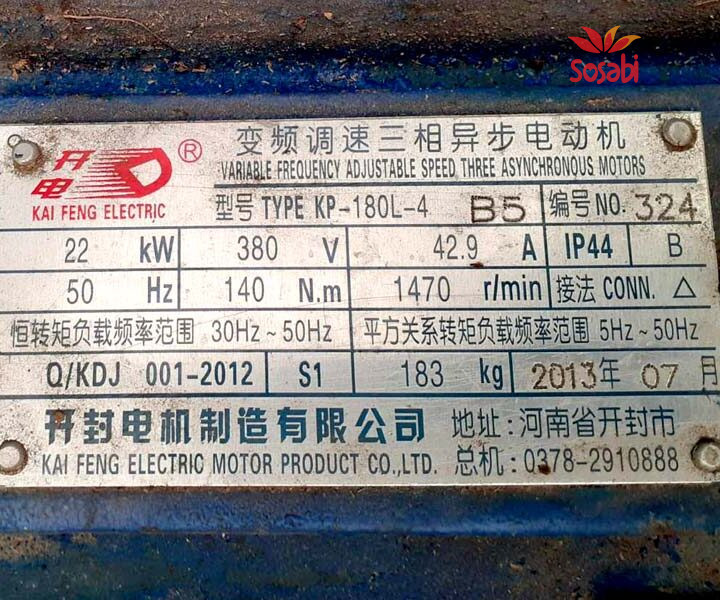 Sosabi
开电
KAI FENG ELECTRIC
®
变频调速三相异步电动机
VARIABLE FREQUENCY ADJUSTABLE SPEED THREE ASYNCHRONOUS MOTORS
型号 TYPE KP-180L-4 B5 编号 NO. 324
22 kW 380 V 42.9 A IP44 B
50 Hz 140 N.m 1470 r/min 接法 CONN. △
恒转矩负载频率范围 30Hz~50Hz 平方关系转矩负载频率范围 5Hz~50Hz
Q/KDJ 001-2012 S1 183 kg 2013年 07月
开封电机制造有限公司 地址:河南省开封市
KAI FENG ELECTRIC MOTOR PRODUCT CO.,LTD. 总机:0378-2910888